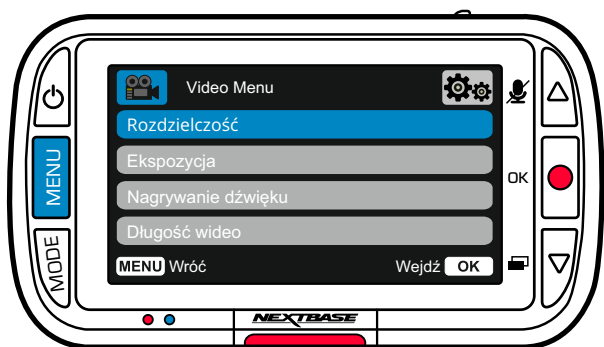 Video Menu
Rozdzielczość
Ekspozycja
Nagrywanie dźwięku
Długość wideo
MENU Wróć
Wejdź OK
MENU
MODE
OK
NEXTBASE